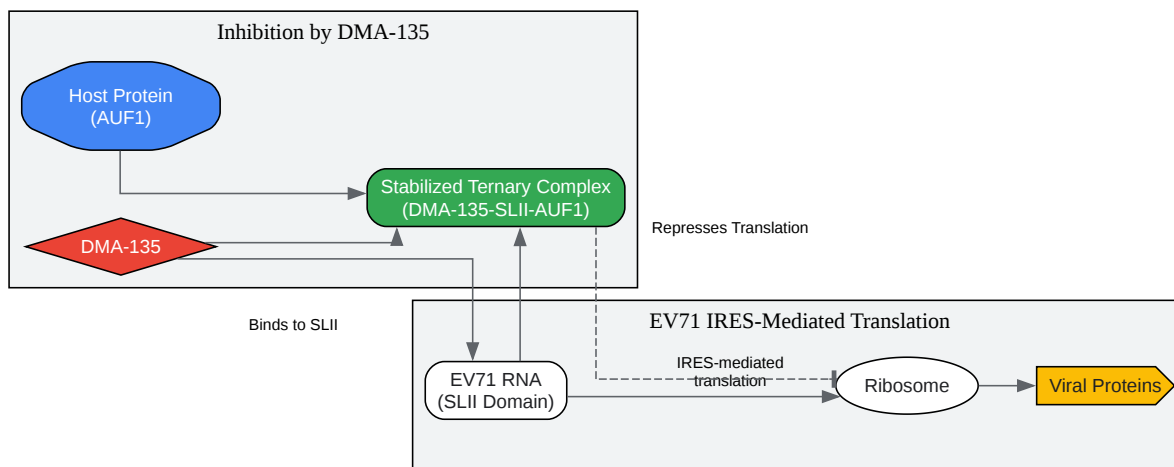 Inhibition by DMA-135
Host Protein
(AUF1)
Stabilized Ternary Complex
(DMA-135-SLII-AUF1)
DMA-135
Represses Translation
Binds to SLII
EV71 IRES-Mediated Translation
IRES-mediated
translation
EV71 RNA
(SLII Domain)
Ribosome
Viral Proteins